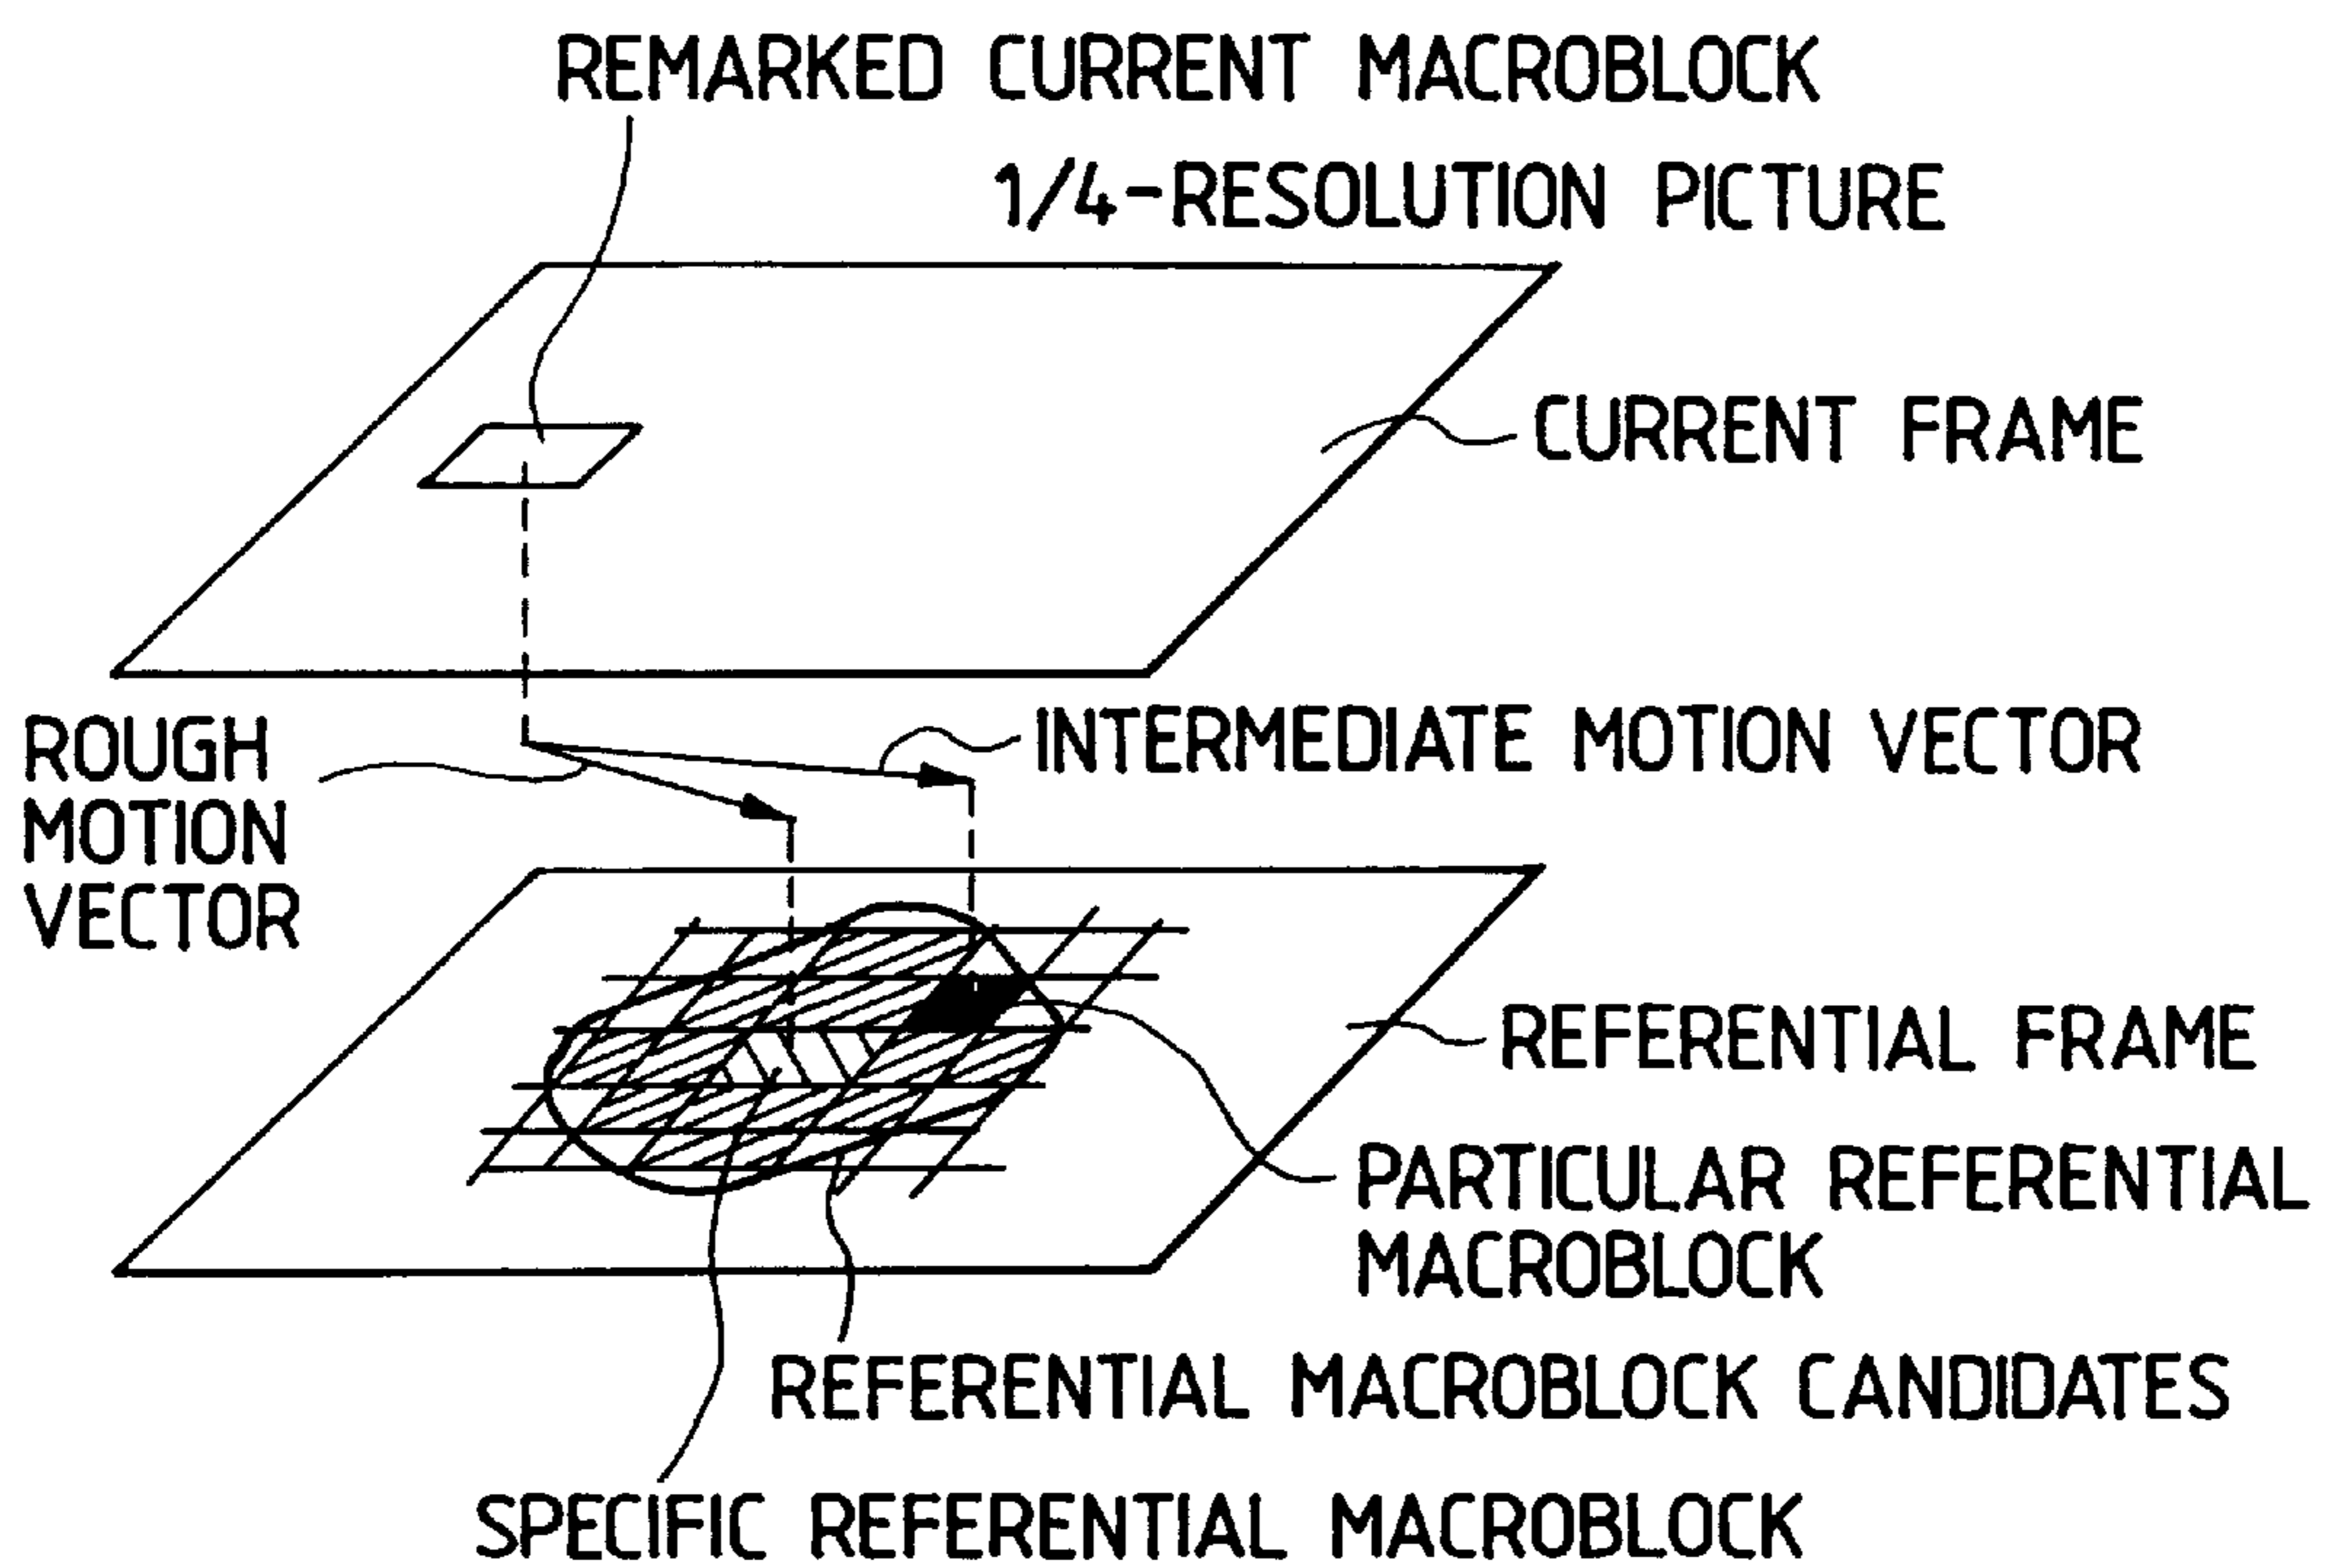 REMARKED CURRENT MACROBLOCK
1/4-RESOLUTION PICTURE
CURRENT FRAME
ROUGH
MOTION
VECTOR
INTERMEDIATE MOTION VECTOR
REFERENTIAL FRAME
PARTICULAR REFERENTIAL
MACROBLOCK
REFERENTIAL MACROBLOCK CANDIDATES
SPECIFIC REFERENTIAL MACROBLOCK